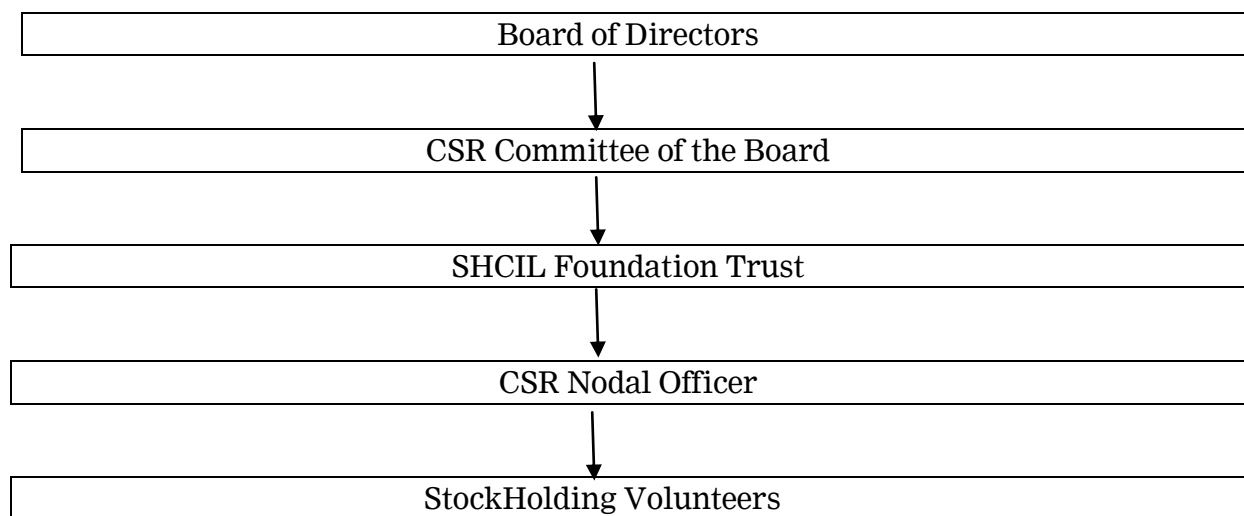 Board of Directors
CSR Committee of the Board
SHCIL Foundation Trust
CSR Nodal Officer
StockHolding Volunteers